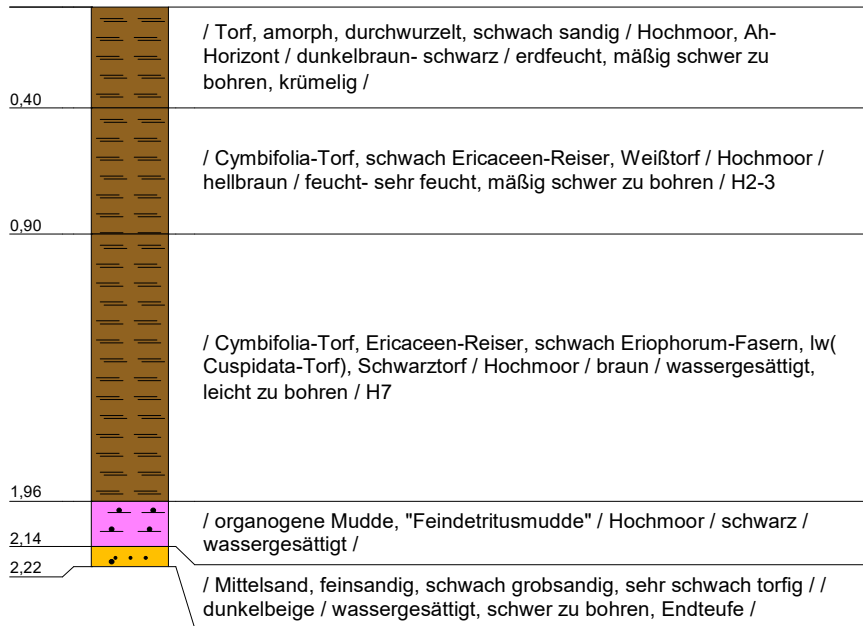 / Torf, amorph, durchwurzelt, schwach sandig / Hochmoor, Ah-
Horizont / dunkelbraun- schwarz / erdfeucht, mäßig schwer zu
bohren, krümelig /
0,40
/ Cymbifolia-Torf, schwach Ericaceen-Reiser, Weißtorf / Hochmoor /
hellbraun / feucht- sehr feucht, mäßig schwer zu bohren / H2-3
0,90
/ Cymbifolia-Torf, Ericaceen-Reiser, schwach Eriophorum-Fasern, lw(
Cuspidata-Torf), Schwarztorf / Hochmoor / braun / wassergesättigt,
leicht zu bohren / H7
1,96
/ organogene Mudde, "Feindetritusmudde" / Hochmoor / schwarz /
wassergesättigt /
2,14
2,22
/ Mittelsand, feinsandig, schwach grobsandig, sehr schwach torfig / /
dunkelbeige / wassergesättigt, schwer zu bohren, Endteufe /